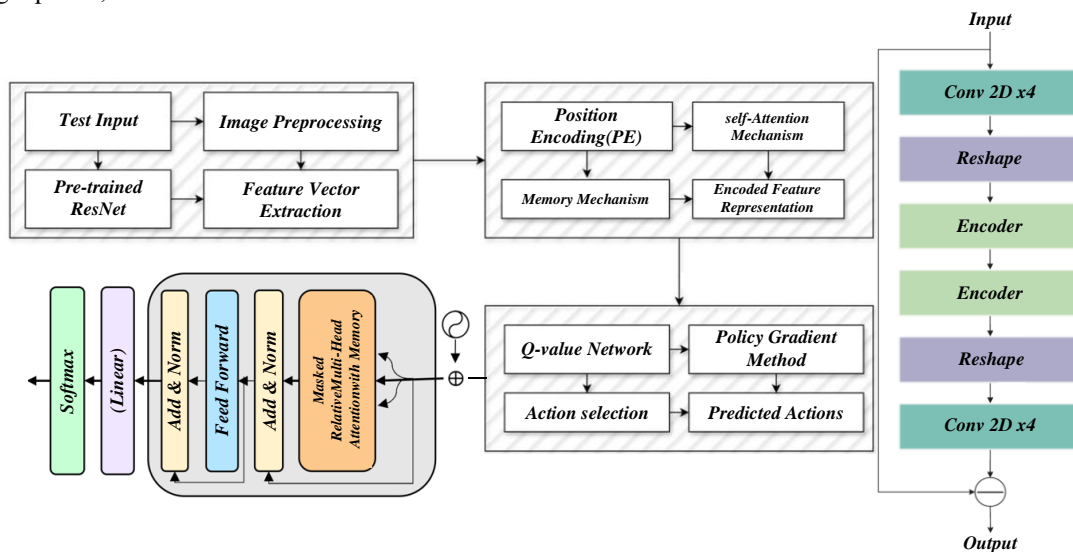 Test Input
Image Preprocessing
Pre-trained
ResNet
Feature Vector
Extraction
Position
Encoding(PE)
self-Attention
Mechanism
Memory Mechanism
Encoded Feature
Representation
Q-value Network
Policy Gradient
Method
Action selection
Predicted Actions
Masked
RelativeMulti-Head
Attentionwith Memory
Add & Norm
Feed Forward
Add & Norm
(Linear)
Softmax
Input
Conv 2D x4
Reshape
Encoder
Encoder
Reshape
Conv 2D x4
Output